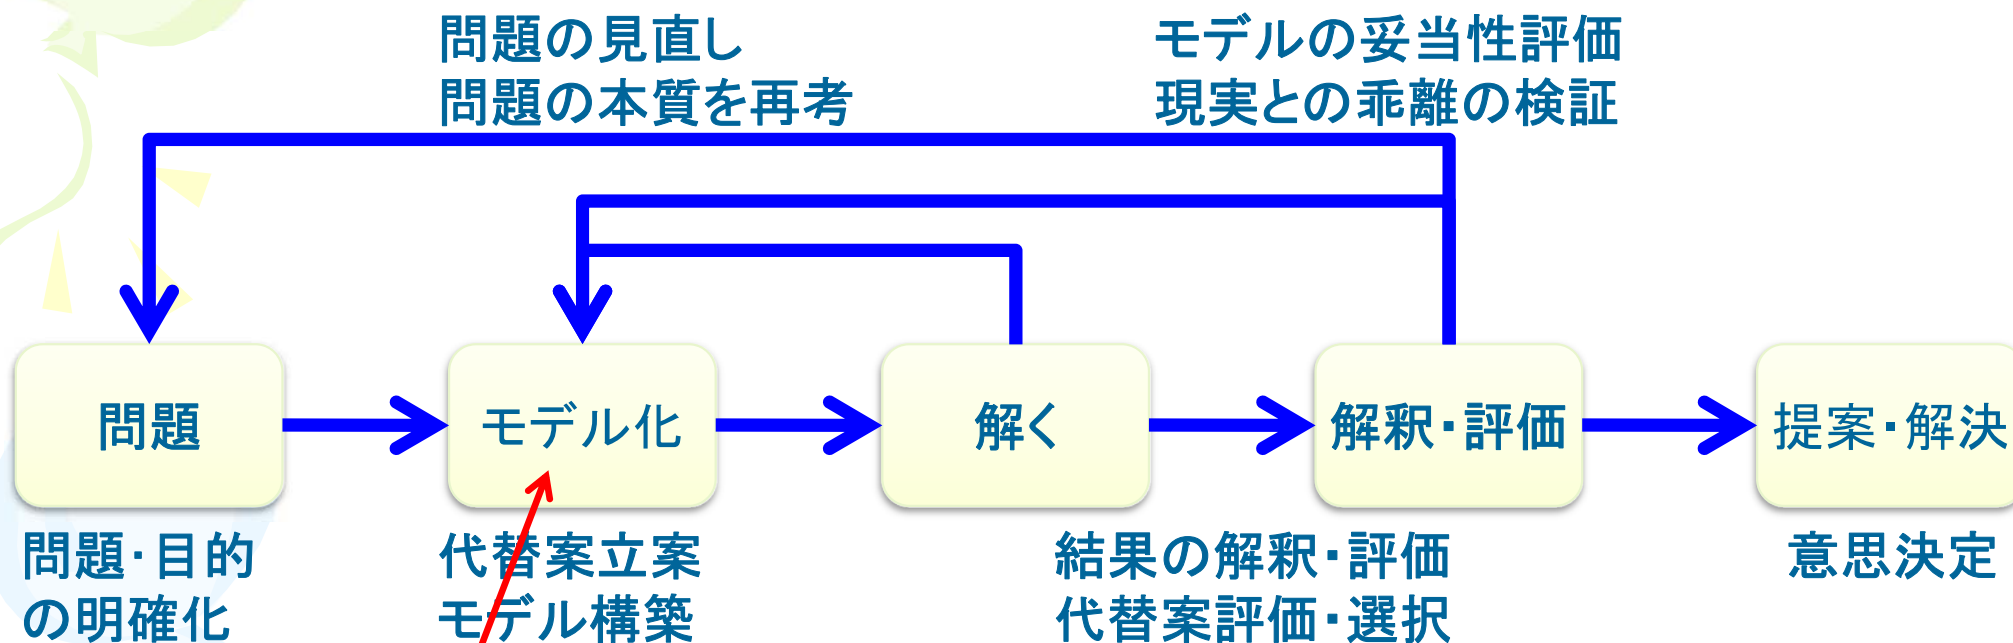 問題の見直し
問題の本質を再考
モデルの妥当性評価
現実との乖離の検証
問題
モデル化
解く
解釈・評価
提案・解決
問題・目的
の明確化
代替案立案
モデル構築
結果の解釈・評価
代替案評価・選択
意思決定